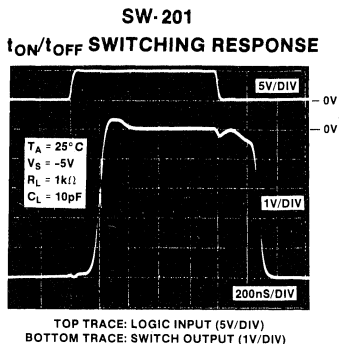 SW-201
tON/tOFF SWITCHING RESPONSE
5V/DIV
0V
0V
TA = 25°C
VS = -5V
RL = 1kΩ
CL = 10pF
1V/DIV
200nS/DIV
TOP TRACE: LOGIC INPUT (5V/DIV)
BOTTOM TRACE: SWITCH OUTPUT (1V/DIV)